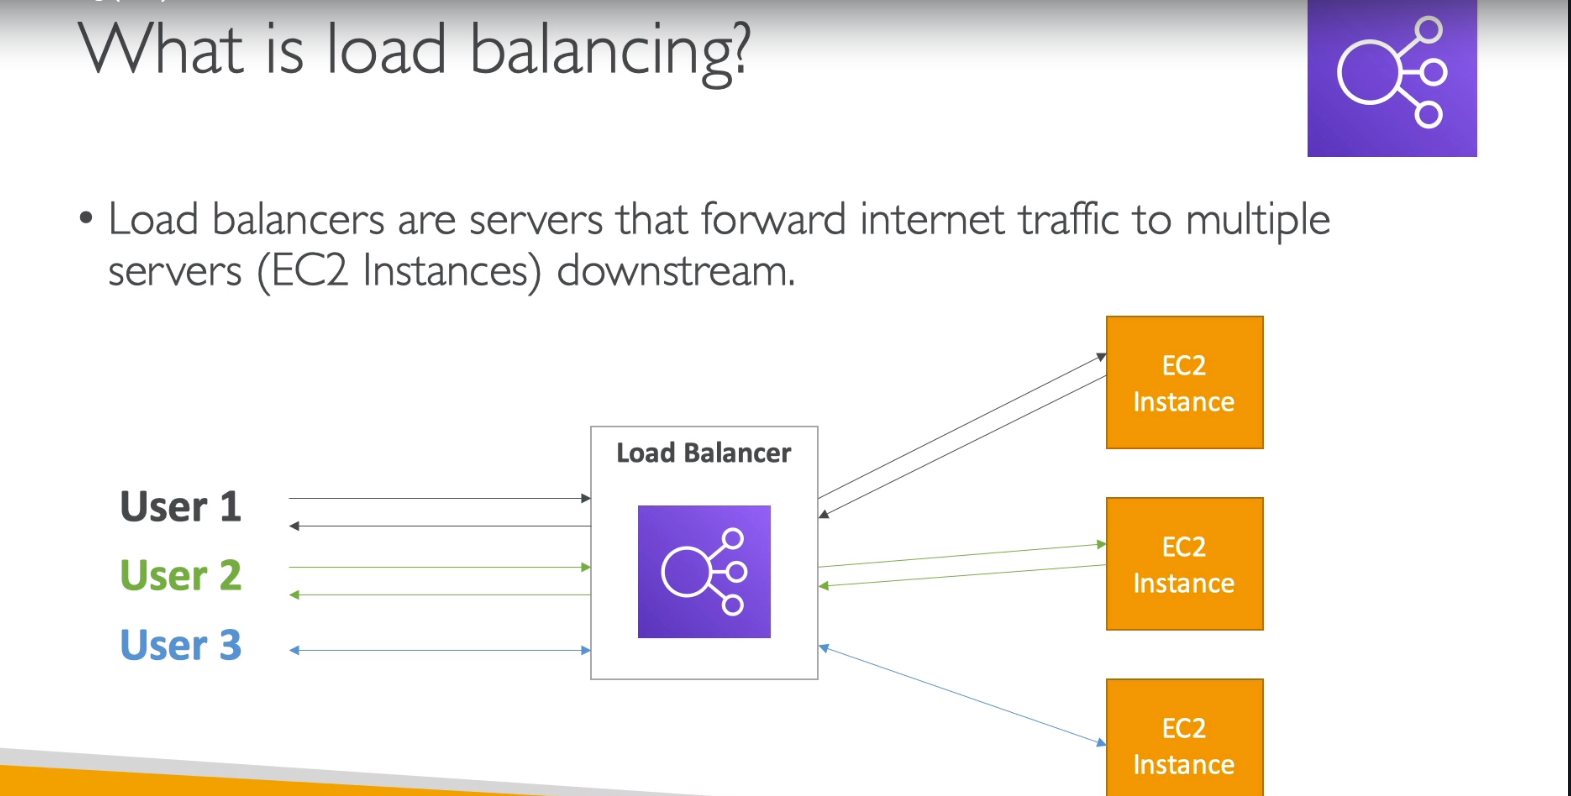 What is load balancing?
• Load balancers are servers that forward internet traffic to multiple
servers (EC2 Instances) downstream.
Load Balancer
User 1
User 2
User 3
EC2
Instance
EC2
Instance
EC2
Instance